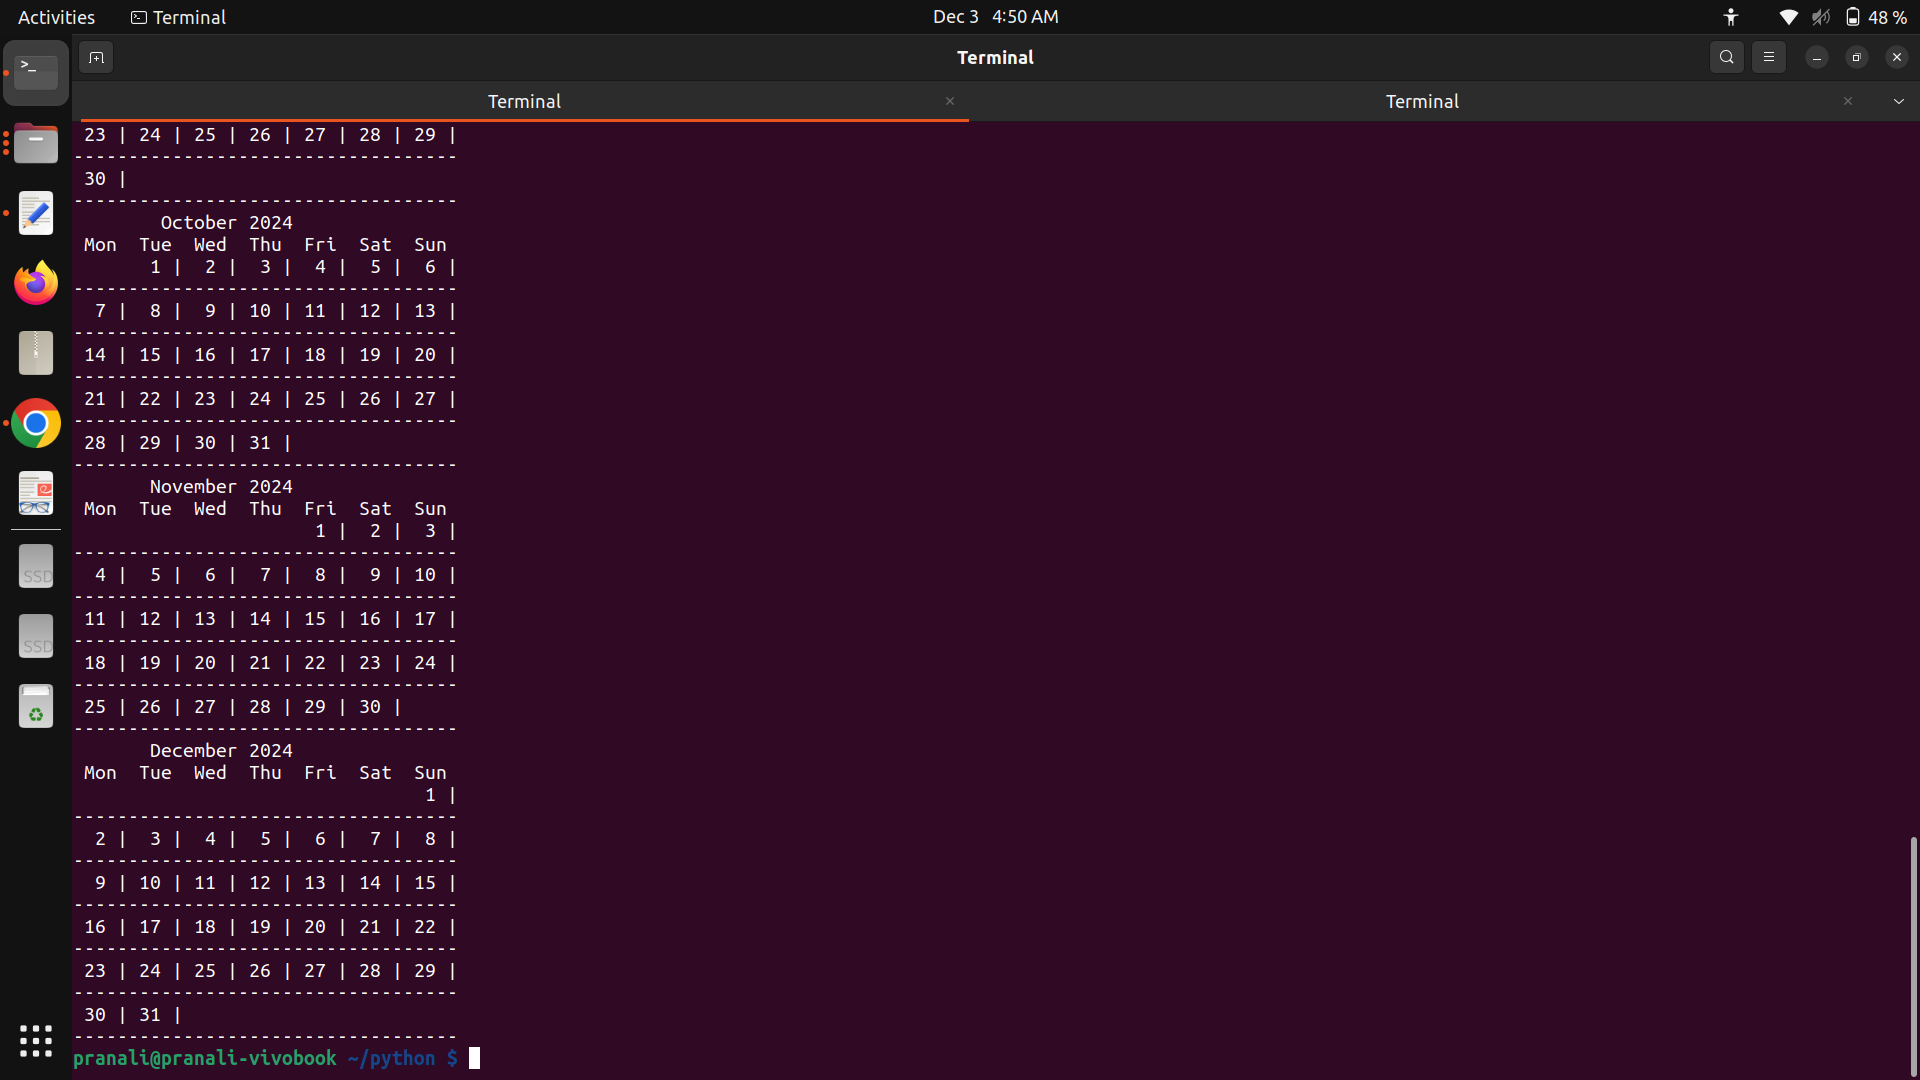 Activities Terminal Dec 3 4:50 AM 48 %
Terminal
Terminal Terminal
23 | 24 | 25 | 26 | 27 | 28 | 29 |
-----------------------------------
30 |
-----------------------------------
October 2024
Mon Tue Wed Thu Fri Sat Sun
1 | 2 | 3 | 4 | 5 | 6 |
-----------------------------------
7 | 8 | 9 | 10 | 11 | 12 | 13 |
-----------------------------------
14 | 15 | 16 | 17 | 18 | 19 | 20 |
-----------------------------------
21 | 22 | 23 | 24 | 25 | 26 | 27 |
-----------------------------------
28 | 29 | 30 | 31 |
-----------------------------------
November 2024
Mon Tue Wed Thu Fri Sat Sun
1 | 2 | 3 |
-----------------------------------
4 | 5 | 6 | 7 | 8 | 9 | 10 |
-----------------------------------
11 | 12 | 13 | 14 | 15 | 16 | 17 |
-----------------------------------
18 | 19 | 20 | 21 | 22 | 23 | 24 |
-----------------------------------
25 | 26 | 27 | 28 | 29 | 30 |
-----------------------------------
December 2024
Mon Tue Wed Thu Fri Sat Sun
1 |
-----------------------------------
2 | 3 | 4 | 5 | 6 | 7 | 8 |
-----------------------------------
9 | 10 | 11 | 12 | 13 | 14 | 15 |
-----------------------------------
16 | 17 | 18 | 19 | 20 | 21 | 22 |
-----------------------------------
23 | 24 | 25 | 26 | 27 | 28 | 29 |
-----------------------------------
30 | 31 |
-----------------------------------
pranali@pranali-vivobook ~/python $
>_
SSD
SSD